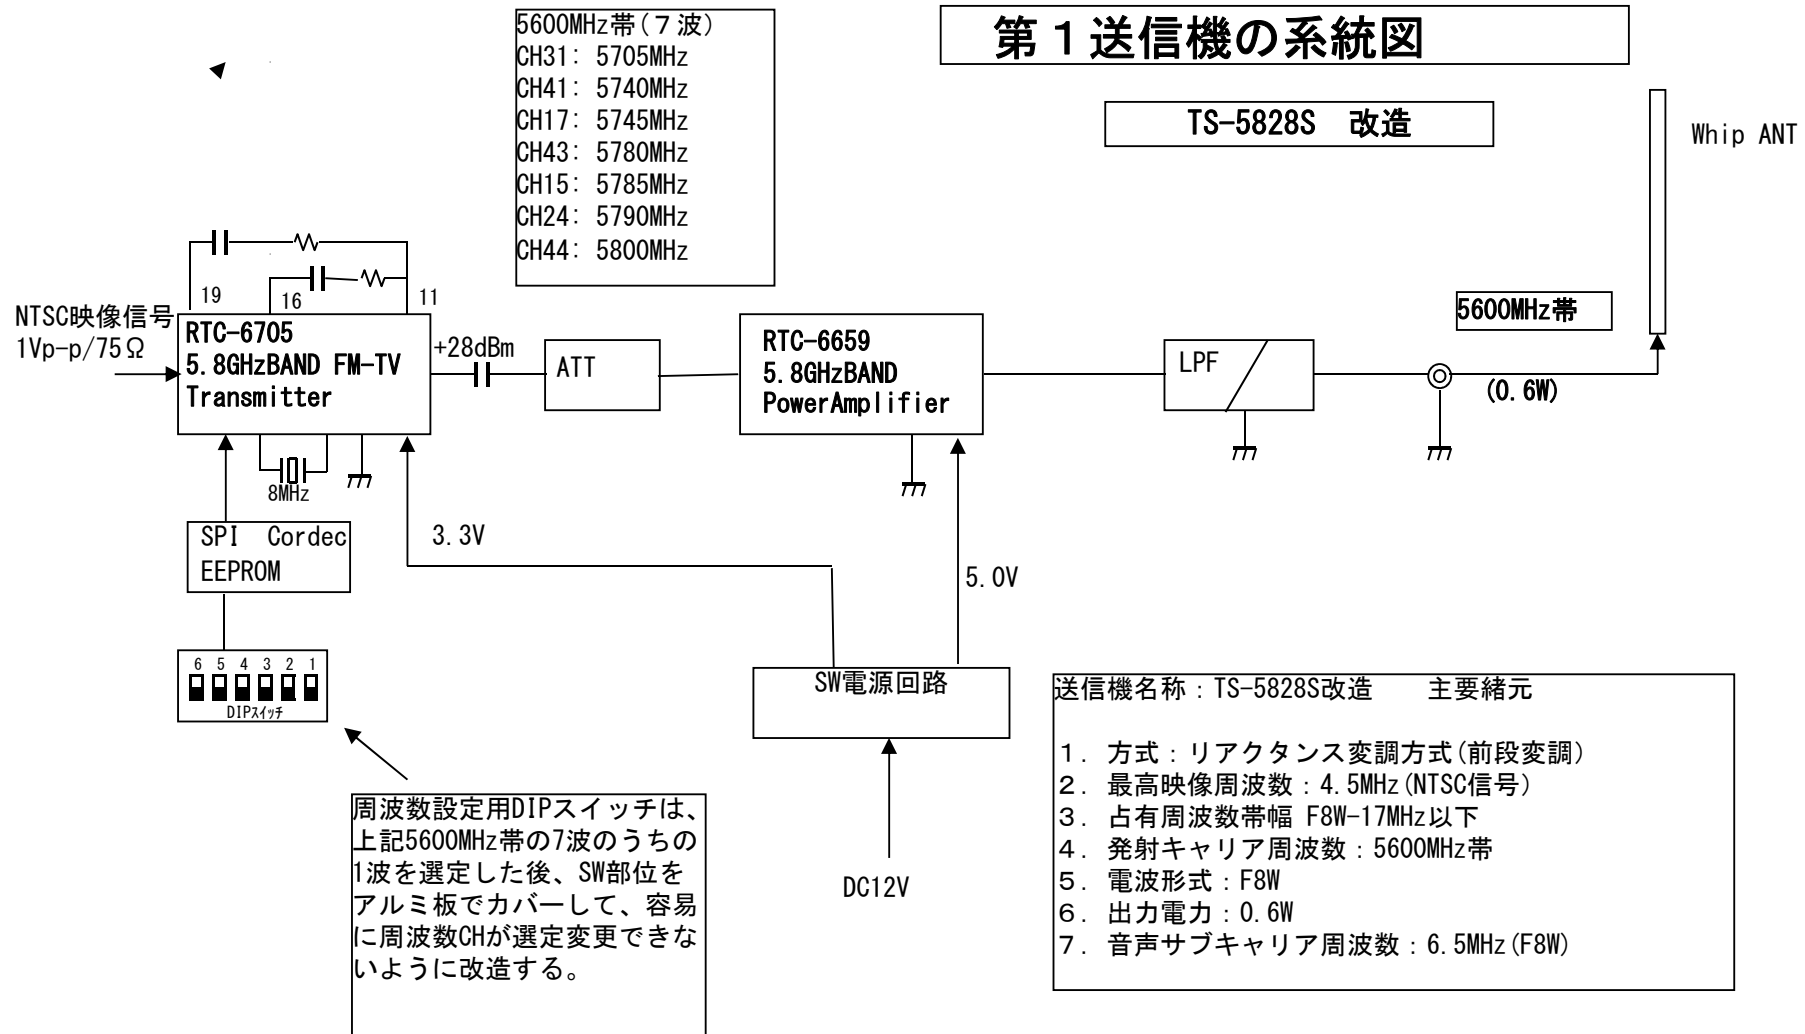 第１送信機の系統図
TS-5828S　改造
5600MHz帯(７波)
CH31: 5705MHz
CH41: 5740MHz
CH17: 5745MHz
CH43: 5780MHz
CH15: 5785MHz
CH24: 5790MHz
CH44: 5800MHz
Whip ANT
19
16
11
NTSC映像信号
1Vp-p/75Ω
RTC-6705
5.8GHzBAND FM-TV
Transmitter
+28dBm
ATT
RTC-6659
5.8GHzBAND
PowerAmplifier
LPF
5600MHz帯
(0.6W)
8MHz
SPI　Cordec
EEPROM
3.3V
5.0V
6 5 4 3 2 1
DIPスイッチ
SW電源回路
DC12V
周波数設定用DIPスイッチは、
上記5600MHz帯の7波のうちの
1波を選定した後、SW部位を
アルミ板でカバーして、容易
に周波数CHが選定変更できな
いように改造する。
送信機名称：TS-5828S改造　　主要緒元
１．方式：リアクタンス変調方式(前段変調)
２．最高映像周波数：4.5MHz(NTSC信号)
３．占有周波数帯幅 F8W-17MHz以下
４．発射キャリア周波数：5600MHz帯
５．電波形式：F8W
６．出力電力：0.6W
７．音声サブキャリア周波数：6.5MHz(F8W)